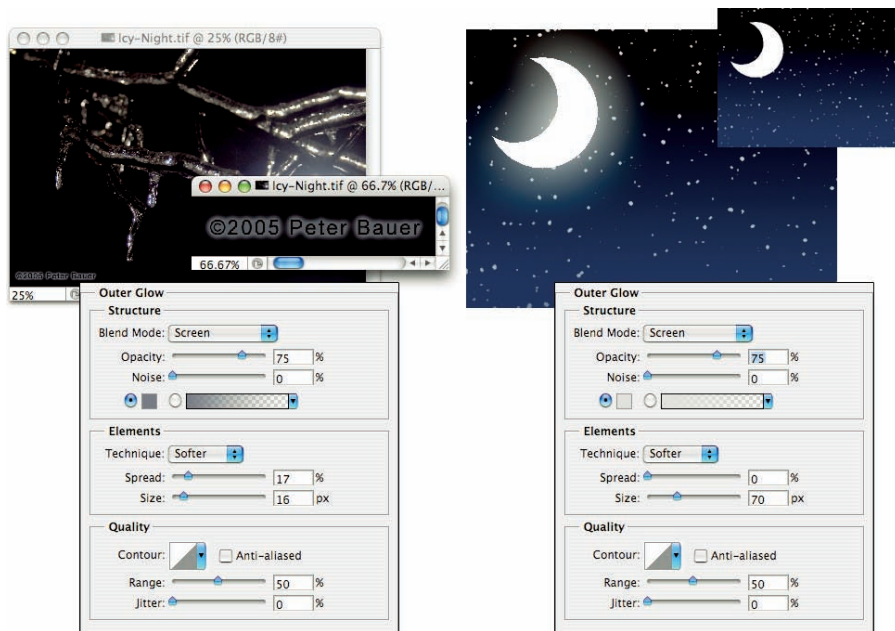 Icy-Night.tif @ 25% (RGB/8#)
Icy-Night.tif @ 66.7% (RGB/...
©2005 Peter Bauer
66.67%
©2005 Peter Bauer
25%
Outer Glow
Structure
Blend Mode: Screen
Opacity: 75 %
Noise: 0 %
Elements
Technique: Softer
Spread: 17 %
Size: 16 px
Quality
Contour: Anti-aliased
Range: 50 %
Jitter: 0 %
Outer Glow
Structure
Blend Mode: Screen
Opacity: 75 %
Noise: 0 %
Elements
Technique: Softer
Spread: 0 %
Size: 70 px
Quality
Contour: Anti-aliased
Range: 50 %
Jitter: 0 %